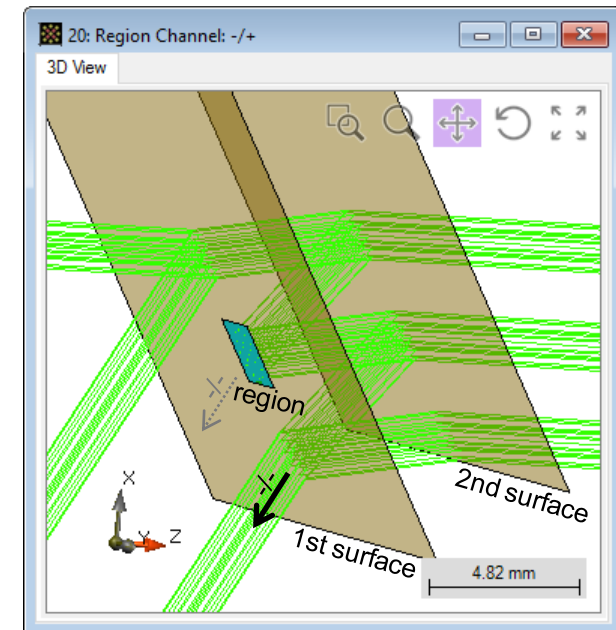 20: Region Channel: -/+
3D View
-/-
region
-/-
2nd surface
1st surface
X
Y
Z
4.82 mm